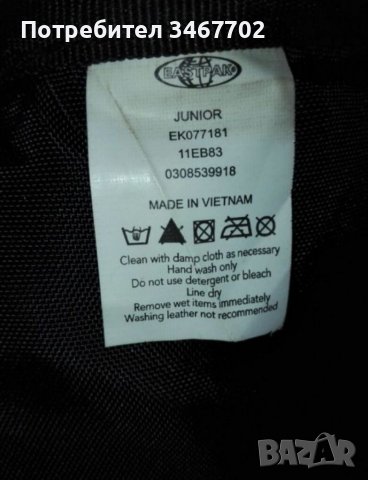 Потребител 3467702
EASTPAK
JUNIOR
EK077181
11EB83
0308539918
MADE IN VIETNAM
Clean with damp cloth as necessary
Hand wash only
Do not use detergent or bleach
Line dry
Remove wet items immediately
Washing leather not recommended
BAZAR